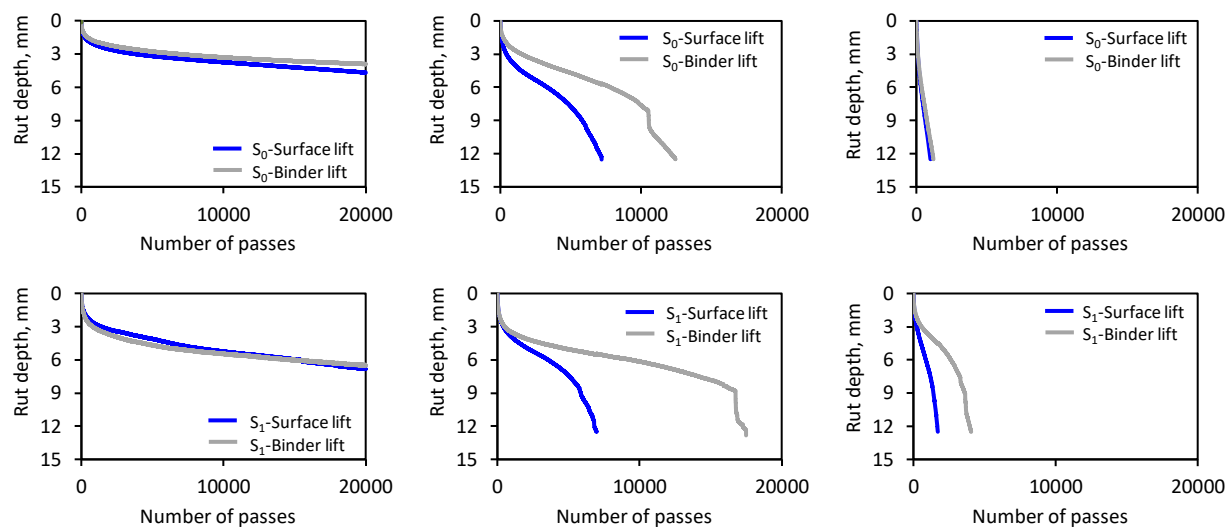 Rut depth, mm
0
3
6
9
12
15
S₀-Surface lift
S₀-Binder lift
0
10000
20000
Number of passes
Rut depth, mm
0
3
6
9
12
15
S₀-Surface lift
S₀-Binder lift
0
10000
20000
Number of passes
Rut depth, mm
0
3
6
9
12
15
S₀-Surface lift
S₀-Binder lift
0
10000
20000
Number of passes
Rut depth, mm
0
3
6
9
12
15
S₁-Surface lift
S₁-Binder lift
0
10000
20000
Number of passes
Rut depth, mm
0
3
6
9
12
15
S₁-Surface lift
S₁-Binder lift
0
10000
20000
Number of passes
Rut depth, mm
0
3
6
9
12
15
S₁-Surface lift
S₁-Binder lift
0
10000
20000
Number of passes